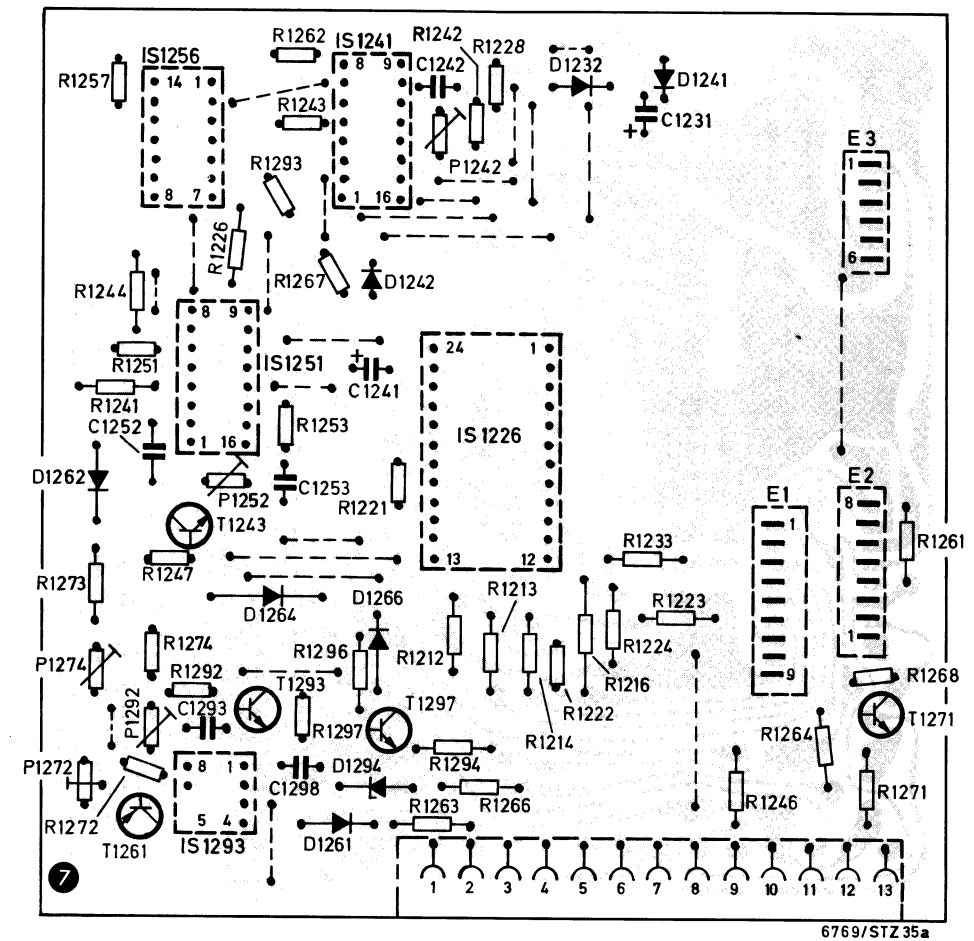 R1262
IS1241
R1242
R1228
IS1256
R1257
14 1
8 9
C1242
D1232
D1241
R1243
C1231
+
P1242
E3
1
R1293
8 7
1 16
R1226
6
R1244
R1267
D1242
8 9
R1251
IS1251
+
C1241
24 1
R1241
C1252
R1253
IS1226
1 16
D1262
P1252
C1253
R1221
E1
E2
8
T1243
1
R1261
R1247
13 12
R1233
R1273
D1264
D1266
R1213
R1223
1
P1274
R1274
R1296
R1212
R1224
R1292
T1293
R1216
9
R1268
P1292
C1293
T1297
R1222
T1271
R1297
R1214
R1264
P1272
8 1
D1294
R1294
C1298
R1263
R1266
R1246
R1271
R1272
5 4
T1261
IS1293
D1261
7
1 2 3 4 5 6 7 8 9 10 11 12 13
6769/STZ35a